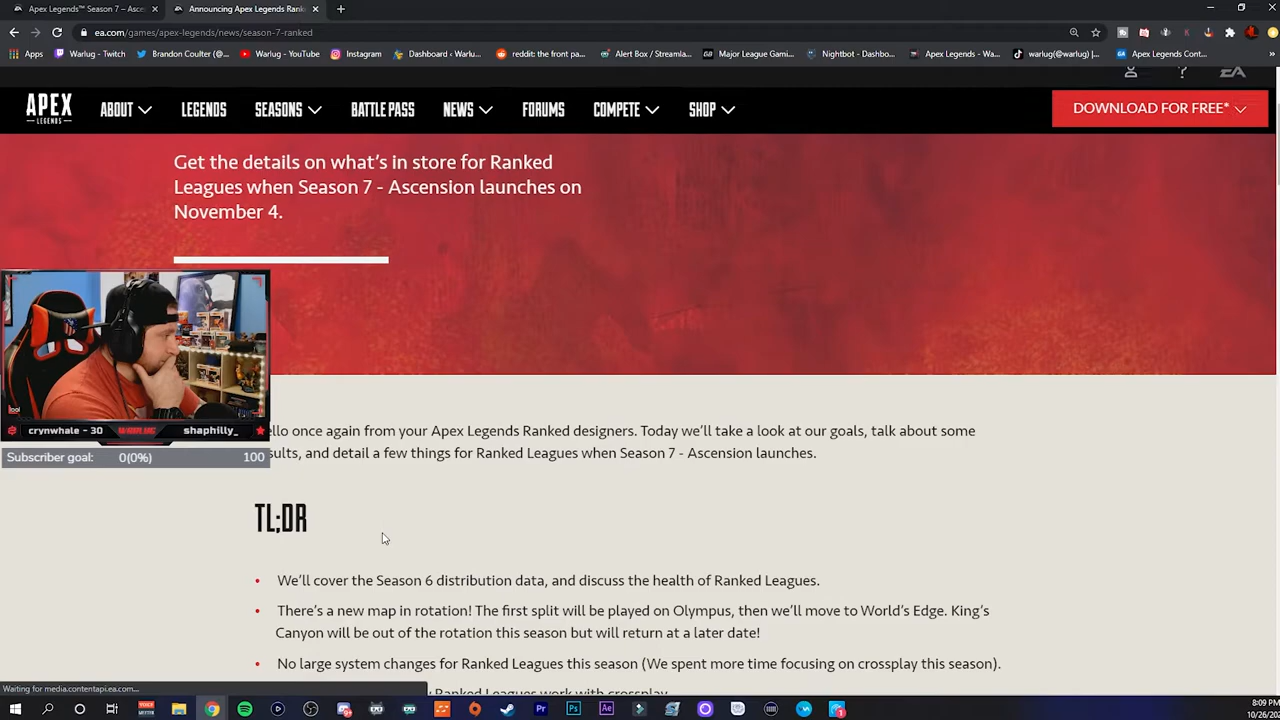 Apex Legends™ Season 7 – Ascen
Announcing Apex Legends Rank
ea.com/games/apex-legends/news/season-7-ranked
Apps
Warlug - Twitch
Brandon Coulter (@...
Warlug - YouTube
Instagram
Dashboard ‹ Warlu...
reddit: the front pa...
Alert Box / Streamla...
Major League Gami...
Nightbot - Dashbo...
Apex Legends - Wa...
warlug(@warlug) T...
Apex Legends Cont...
APEX
LEGENDS
ABOUT
LEGENDS
SEASONS
BATTLE PASS
NEWS
FORUMS
COMPETE
SHOP
DOWNLOAD FOR FREE*
Get the details on what's in store for Ranked
Leagues when Season 7 - Ascension launches on
November 4.
crynwhale - 30
shaphilly_
Subscriber goal:
0(0%)
100
ello once again from your Apex Legends Ranked designers. Today we'll take a look at our goals, talk about some
sults, and detail a few things for Ranked Leagues when Season 7 - Ascension launches.
TL;DR
• We'll cover the Season 6 distribution data, and discuss the health of Ranked Leagues.
• There's a new map in rotation! The first split will be played on Olympus, then we'll move to World's Edge. King's
Canyon will be out of the rotation this season but will return at a later date!
• No large system changes for Ranked Leagues this season (We spent more time focusing on crossplay this season).
Ranked Leagues work with crossplay
Waiting for media.contentapi.ea.com...
8:09 PM
10/26/20